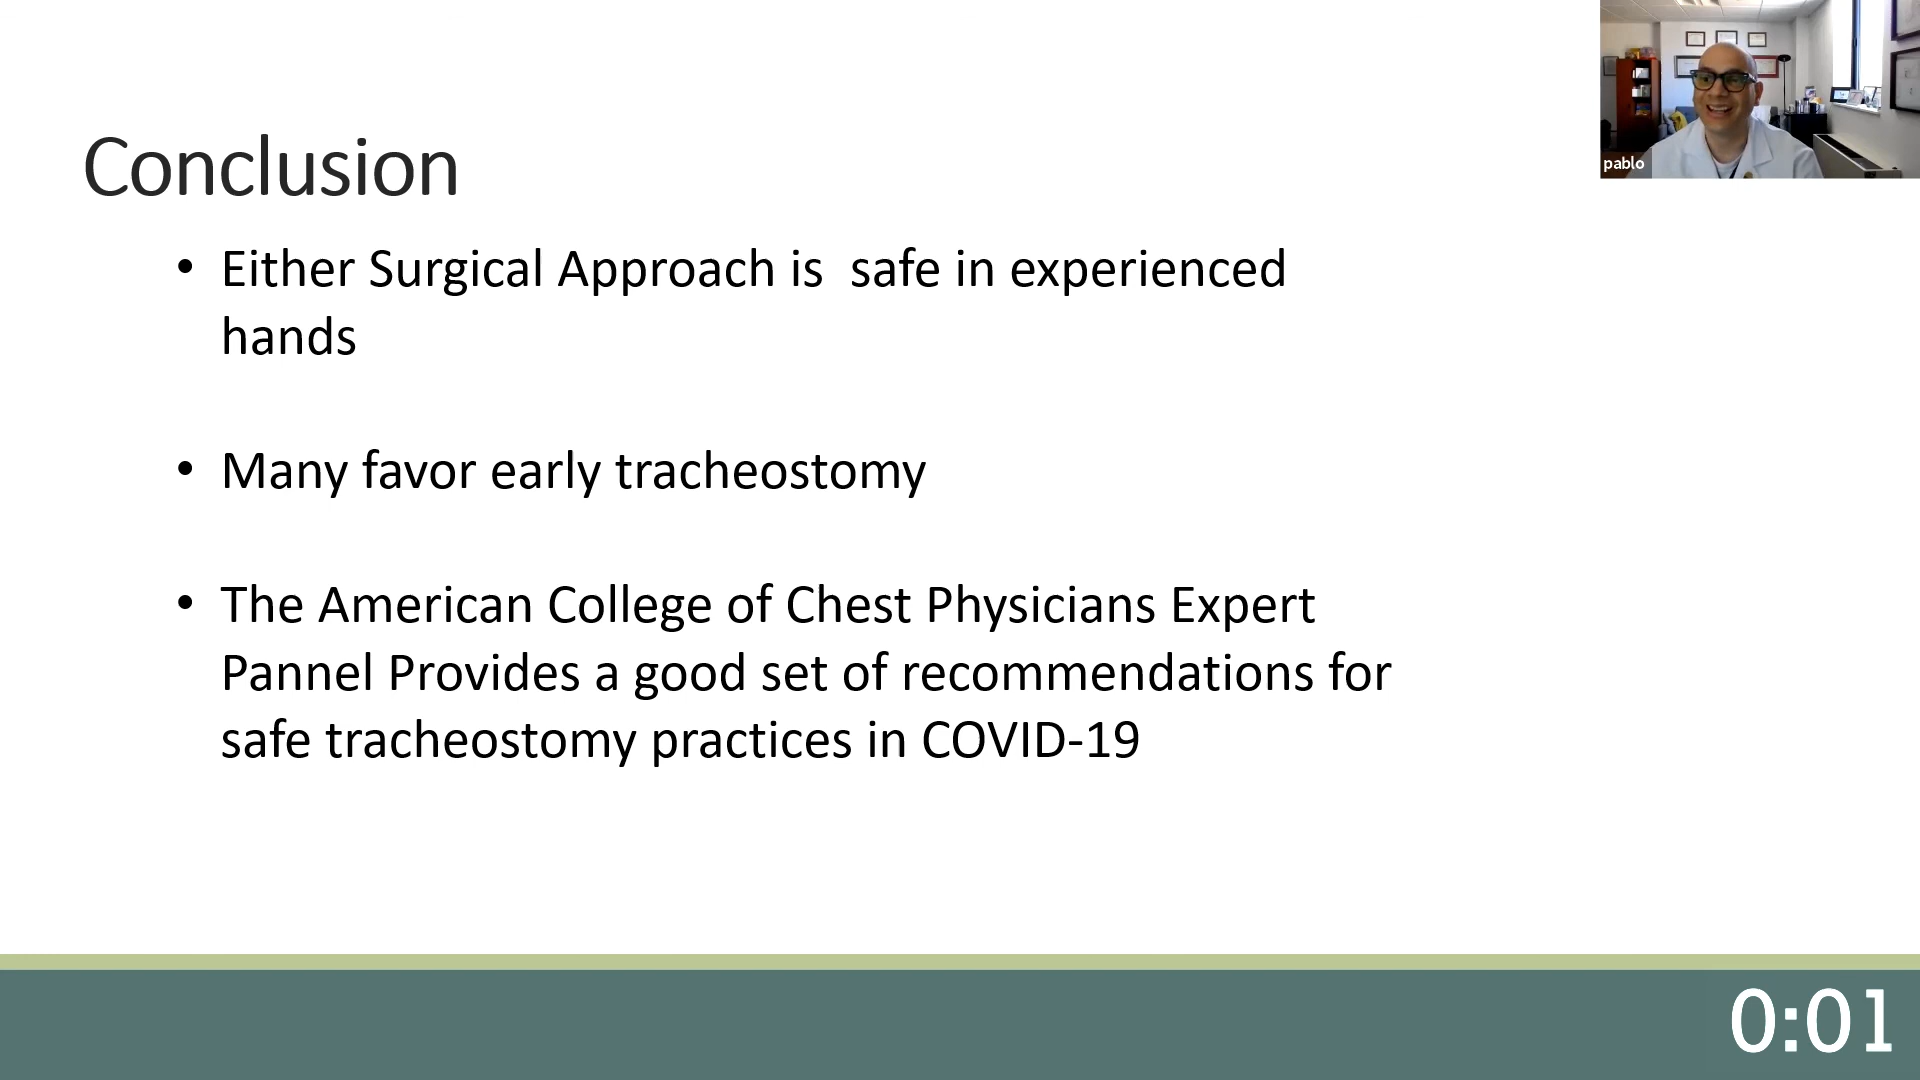 Conclusion
• Either Surgical Approach is  safe in experienced
hands
• Many favor early tracheostomy
• The American College of Chest Physicians Expert
Pannel Provides a good set of recommendations for
safe tracheostomy practices in COVID-19
pablo
0:01